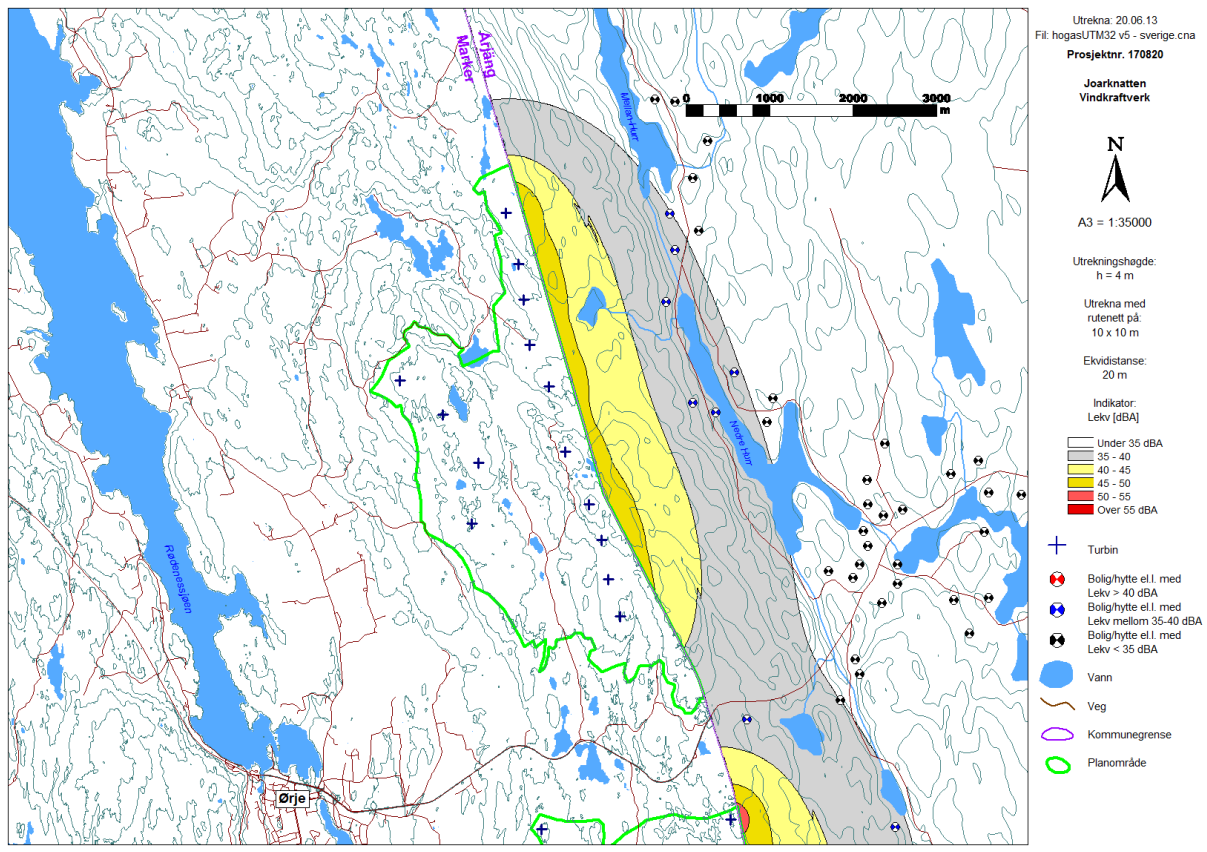 Årjäng
Marker
Mellan-Hurr
0
1000
2000
3000
m
Nedre Hurr
Rødenessjøen
Ørje
Utrekna: 20.06.13
Fil: hogasUTM32 v5 - sverige.cna
Prosjektnr. 170820
Joarknatten
Vindkraftverk
N
A3 = 1:35000
Utrekningshøgde:
h = 4 m
Utrekna med
rutenett på:
10 x 10 m
Ekvidistanse:
20 m
Indikator:
Lekv [dBA]
Under 35 dBA
35 - 40
40 - 45
45 - 50
50 - 55
Over 55 dBA
Turbin
Bolig/hytte el.l. med
Lekv > 40 dBA
Bolig/hytte el.l. med
Lekv mellom 35-40 dBA
Bolig/hytte el.l. med
Lekv < 35 dBA
Vann
Veg
Kommunegrense
Planområde